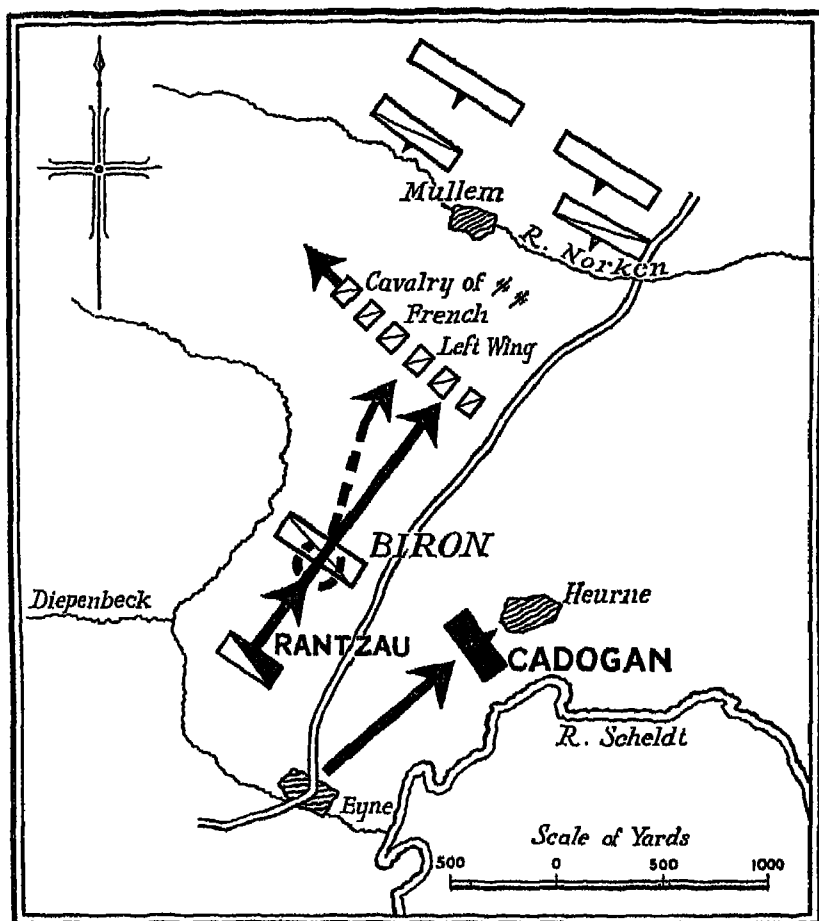 Mullem
R. Norken
Cavalry of
French
Left Wing
BIRON
Diepenbeck
Heurne
RANTZAU
CADOGAN
R. Scheldt
Eyne
Scale of Yards
500 0 500 1000